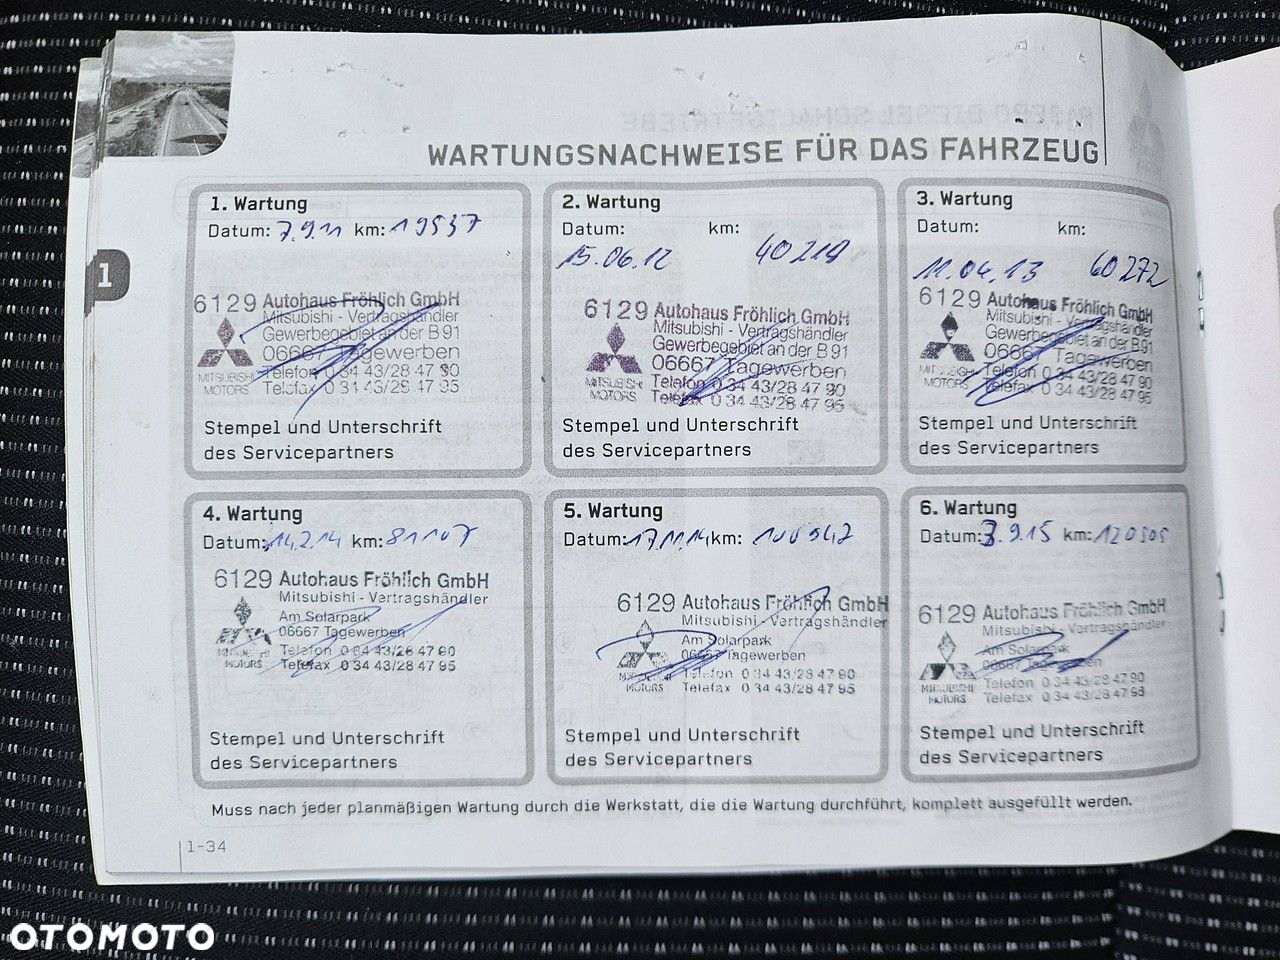 WARTUNGSNACHWEISE FÜR DAS FAHRZEUG
1
1. Wartung
Datum: 7.9.11 km: 19537
6129 Autohaus Fröhlich GmbH
Mitsubishi - Vertragshändler
Gewerbegebiet an der B 91
06667 Tagewerben
Telefon 0 34 43/28 47 90
Telefax 0 34 43/28 47 95
MITSUBISHI
MOTORS
Stempel und Unterschrift
des Servicepartners
2. Wartung
Datum: km:
15.06.12 40219
6129 Autohaus Fröhlich GmbH
Mitsubishi - Vertragshändler
Gewerbegebiet an der B 91
06667 Tagewerben
Telefon 0 34 43/28 47 90
Telefax 0 34 43/28 47 95
MITSUBISHI
MOTORS
Stempel und Unterschrift
des Servicepartners
3. Wartung
Datum: km:
11.04.13 60272
6129 Autohaus Fröhlich GmbH
Mitsubishi - Vertragshändler
Gewerbegebiet an der B 91
06667 Tagewerben
Telefon 0 34 43/28 47 90
Telefax 0 34 43/28 47 95
MITSUBISHI
MOTORS
Stempel und Unterschrift
des Servicepartners
4. Wartung
Datum: 14.2.14 km: 81107
6129 Autohaus Fröhlich GmbH
Mitsubishi - Vertragshändler
Am Solarpark
06667 Tagewerben
Telefon 0 34 43/28 47 90
Telefax 0 34 43/28 47 95
MOTORS
Stempel und Unterschrift
des Servicepartners
5. Wartung
Datum: 17.11.14 km:
6129 Autohaus Fröhlich GmbH
Mitsubishi - Vertragshändler
Am Solarpark
06667 Tagewerben
Telefon 0 34 43/28 47 90
Telefax 0 34 43/28 47 95
MOTORS
Stempel und Unterschrift
des Servicepartners
6. Wartung
Datum: 3.9.15 km: 120505
6129 Autohaus Fröhlich GmbH
Mitsubishi - Vertragshändler
Am Solarpark
06667 Tagewerben
Telefon 0 34 43/28 47 90
Telefax 0 34 43/28 47 95
MITSUBISHI
MOTORS
Stempel und Unterschrift
des Servicepartners
Muss nach jeder planmäßigen Wartung durch die Werkstatt, die die Wartung durchführt, komplett ausgefüllt werden.
1-34
OTOMOTO